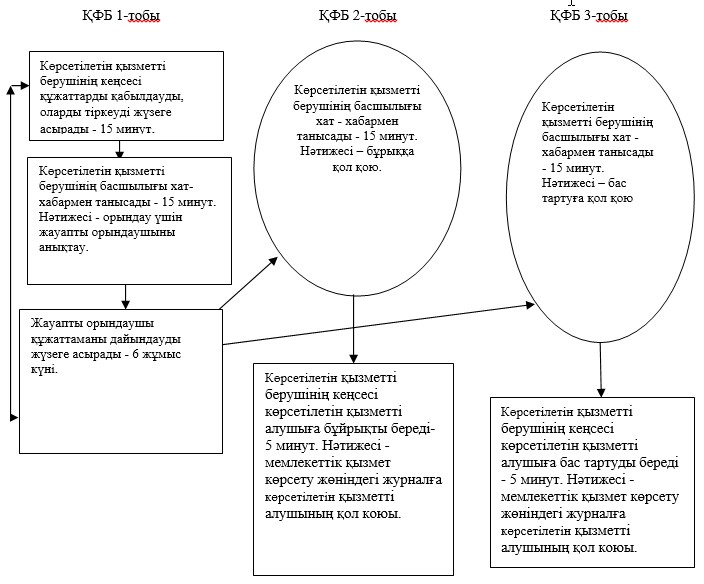 ҚФБ 1-тобы
ҚФБ 2-тобы
ҚФБ 3-тобы
Көрсетілетін қызметті
берушінің кеңсесі
құжаттарды қабылдауды,
оларды тіркеуді жүзеге
асырады - 15 минут.
Көрсетілетін қызметті
берушінің басшылығы хат-
хабармен танысады - 15 минут.
Нәтижесі - орындау үшін
жауапты орындаушыны
анықтау.
Жауапты орындаушы
құжаттаманы дайындауды
жүзеге асырады - 6 жұмыс
күні.
Көрсетілетін қызметті
берушінің басшылығы
хат - хабармен
танысады - 15 минут.
Нәтижесі – бұрыққа
қол қою.
Көрсетілетін
қызметті берушінің
басшылығы хат -
хабармен танысады
- 15 минут.
Нәтижесі – бас
тартуға қол қою
Көрсетілетін қызметті
берушінің кеңсесі
көрсетілетін қызметті
алушыға бұйрықты береді-
5 минут. Нәтижесі -
мемлекеттік қызмет
көрсету жөніндегі журналға
көрсетілетін қызметті
алушының қол коюы.
Көрсетілетін қызметті
берушінің кеңсесі
көрсетілетін қызметті
алушыға бас тартуды береді
- 5 минут. Нәтижесі -
мемлекеттік қызмет көрсету
жөніндегі журналға
көрсетілетін қызметті
алушының қол коюы.